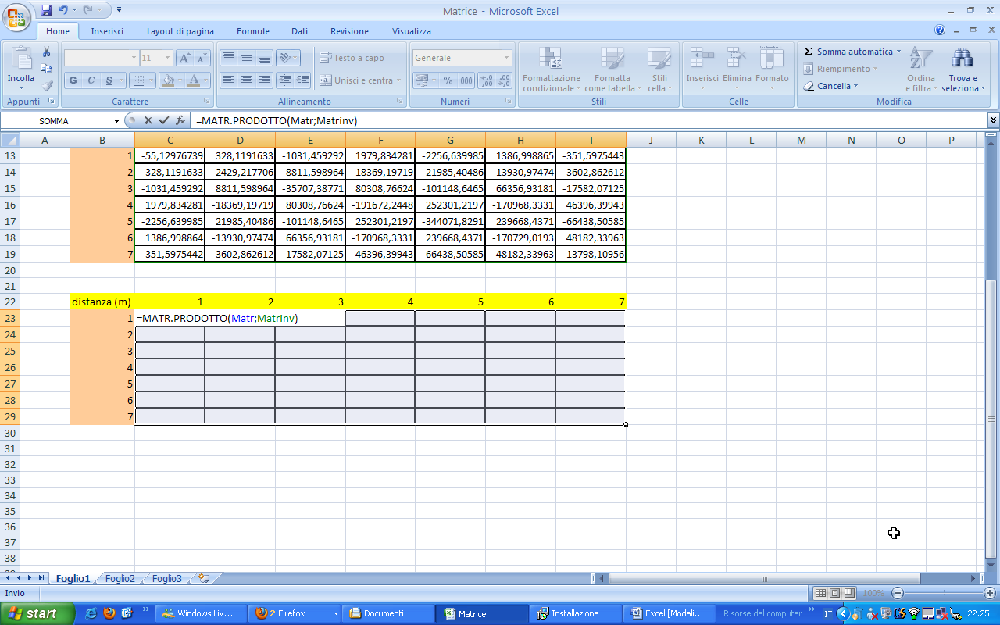 Matrice - Microsoft Excel
Home Inserisci Layout di pagina Formule Dati Revisione Visualizza
Incolla
11
G C S
Testo a capo
Unisci e centra
Generale
% 000
Formattazione condizionale
Formatta come tabella
Stili cella
Inserisci Elimina Formato
Somma automatica
Riempimento
Cancella
Ordina e filtra
Trova e seleziona
Appunti Carattere Allineamento Numeri Stili Celle Modifica
SOMMA =MATR.PRODOTTO(Matr;Matrinv)
A B C D E F G H I J K L M N O P
13 1 -55,12976739 328,1191633 -1031,459292 1979,834281 -2256,639985 1386,998865 -351,5975443
14 2 328,1191633 -2429,217706 8811,598964 -18369,19719 21985,40486 -13930,97474 3602,862612
15 3 -1031,459292 8811,598964 -35707,38771 80308,76624 -101148,6465 66356,93181 -17582,07125
16 4 1979,834281 -18369,19719 80308,76624 -191672,2448 252301,2197 -170968,3331 46396,39943
17 5 -2256,639985 21985,40486 -101148,6465 252301,2197 -344071,8291 239668,4371 -66438,50585
18 6 1386,998864 -13930,97474 66356,93181 -170968,3331 239668,4371 -170729,0193 48182,33963
19 7 -351,5975442 3602,862612 -17582,07125 46396,39943 -66438,50585 48182,33963 -13798,10956
20
21
22 distanza (m) 1 2 3 4 5 6 7
23 1 =MATR.PRODOTTO(Matr;Matrinv)
24 2
25 3
26 4
27 5
28 6
29 7
30
31
32
33
34
35
36
37
38
Foglio1 Foglio2 Foglio3
Invio 100%
start Windows Liv... 2 Firefox Documenti Matrice Installazione Excel [Modali... Risorse del computer IT 22.25